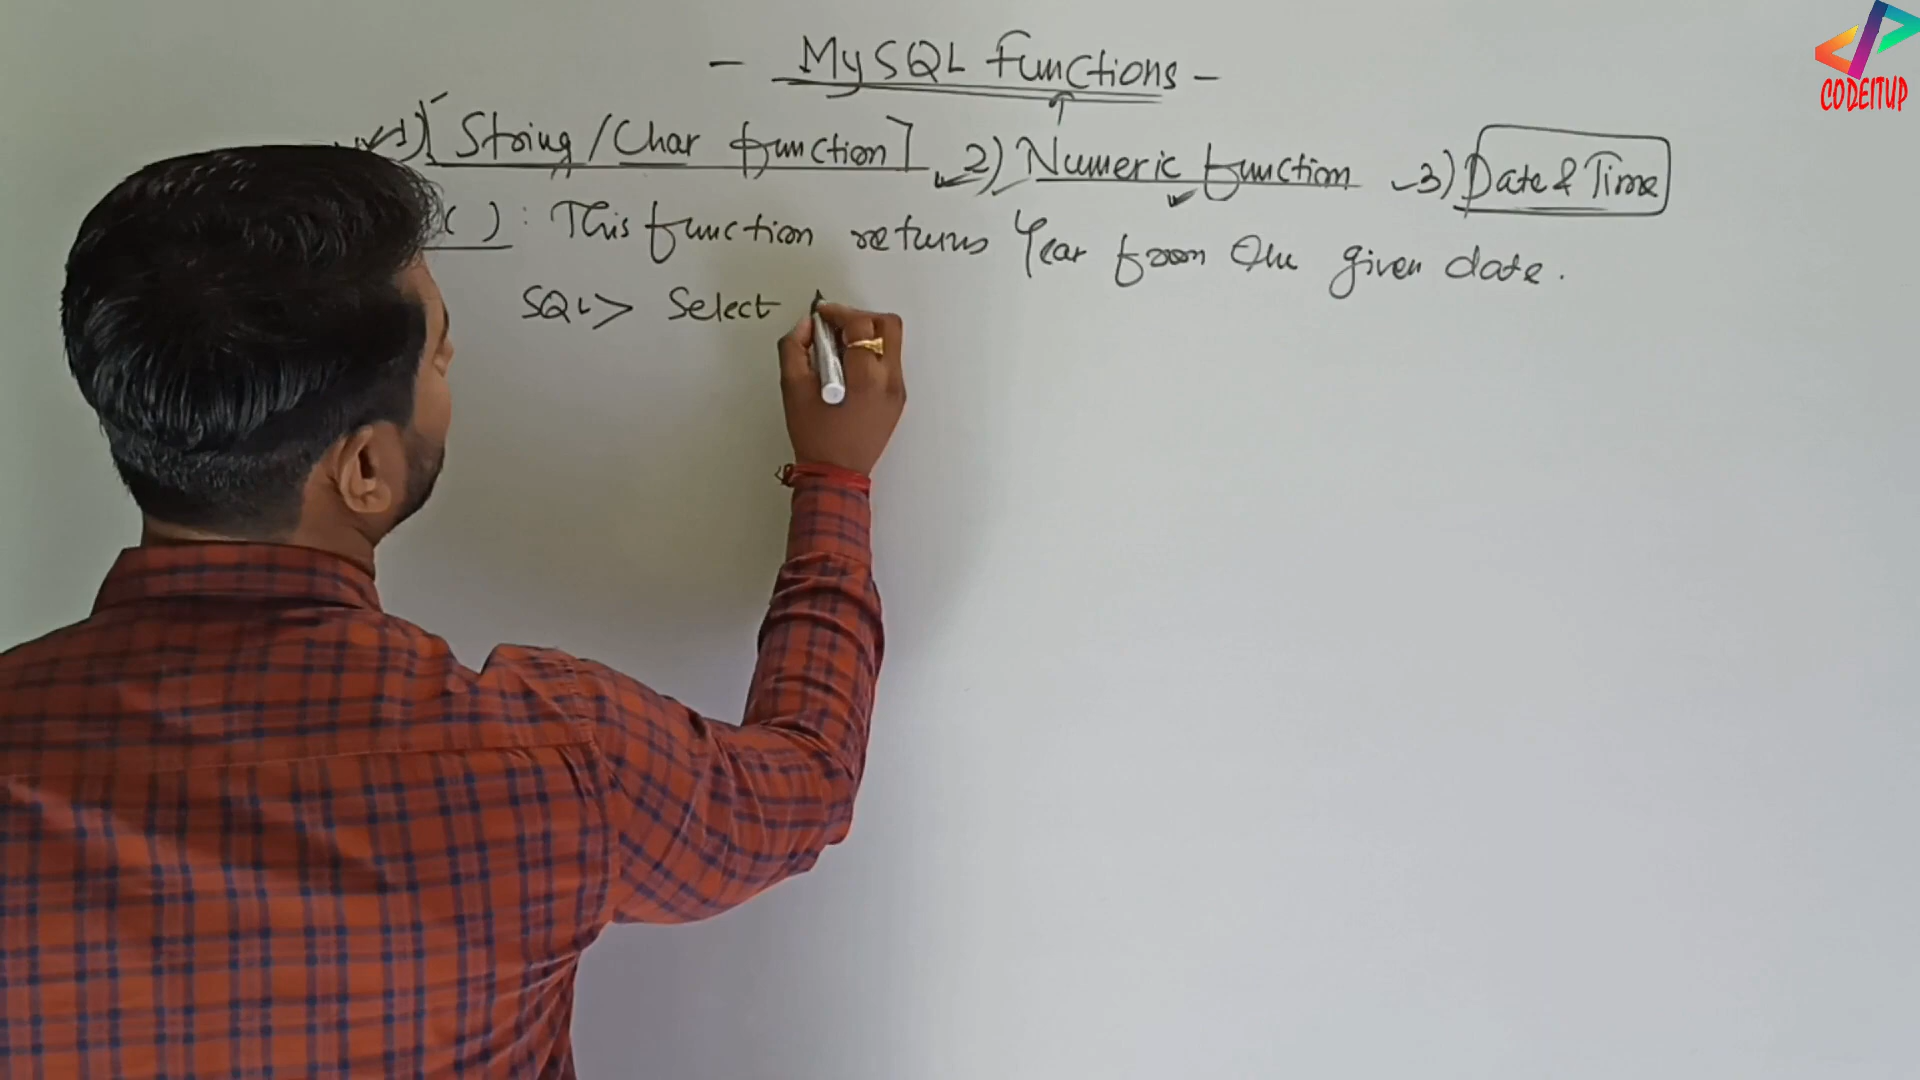 - MySQL Functions -
1) [String/Char function] 2) Numeric function 3) Date & Time
( ) : This function returns Year from the given date.
SQL> Select
CODEITUP